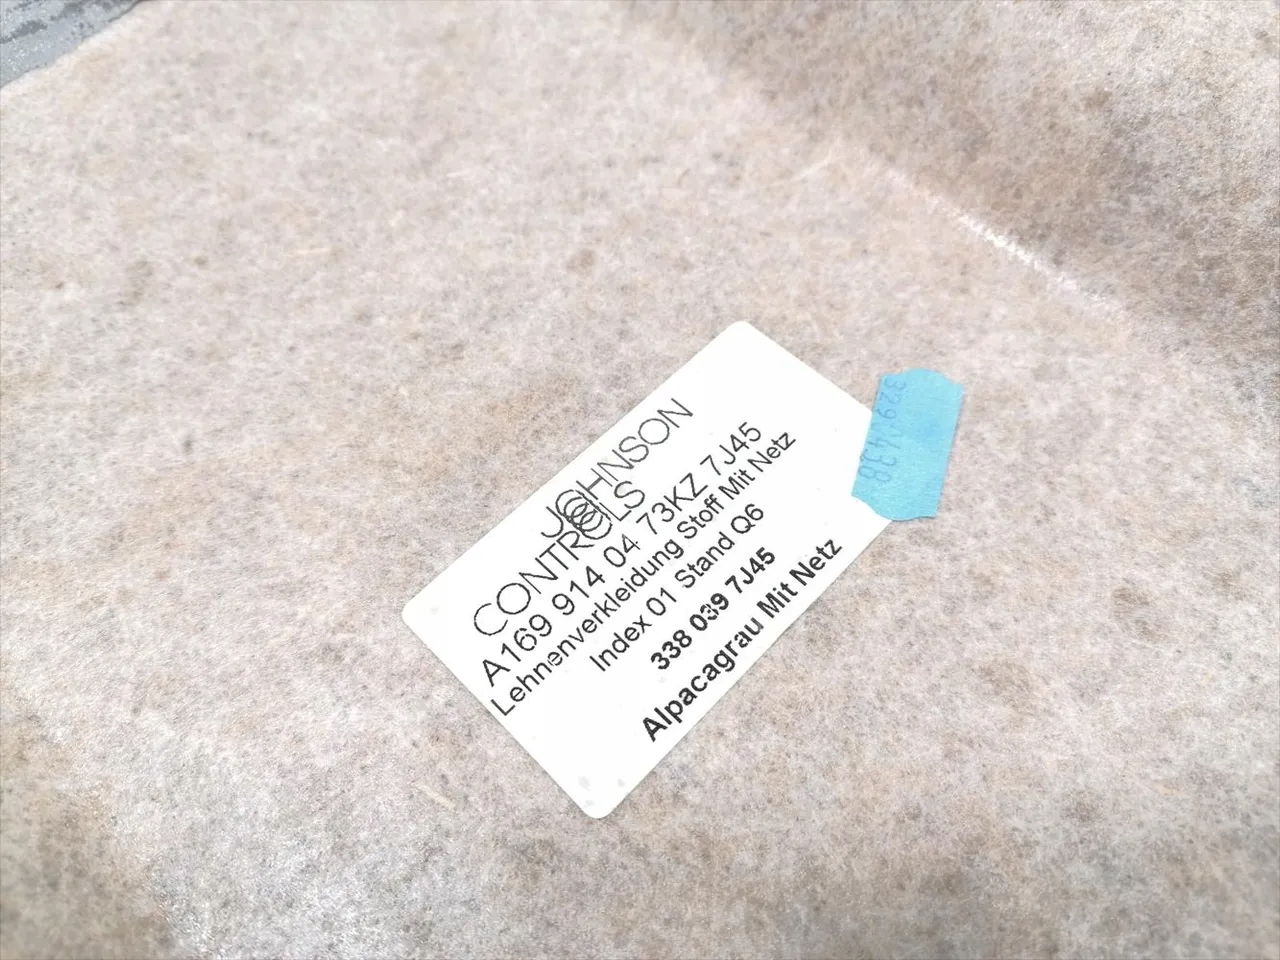 JOHNSON
CONTROLS
A169 914 04 73KZ 7J45
Lehnenverkleidung Stoff Mit Netz
Index 01 Stand Q6
338 039 7J45
Alpacagrau Mit Netz